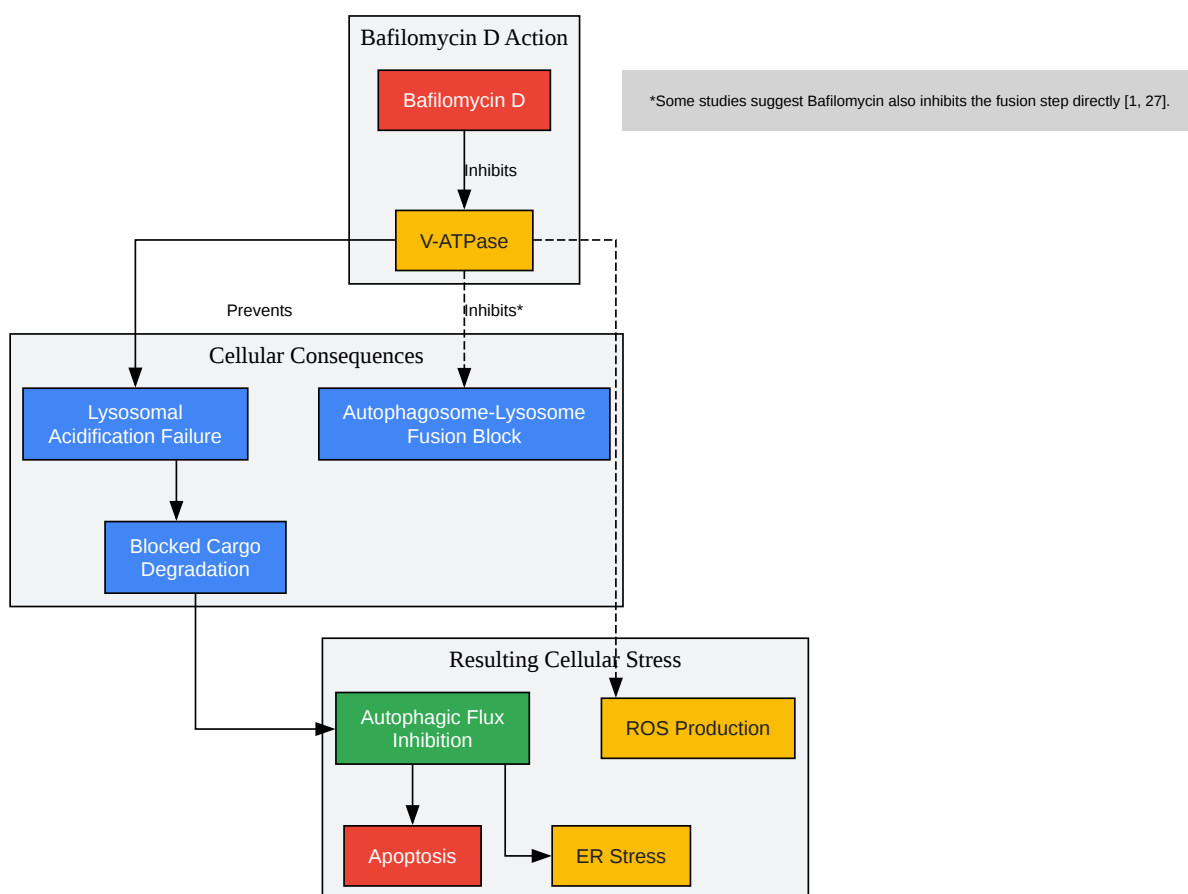 Bafilomycin D Action
Bafilomycin D
*Some studies suggest Bafilomycin also inhibits the fusion step directly [1, 27].
Inhibits
V-ATPase
Prevents
Inhibits*
Cellular Consequences
Lysosomal
Acidification Failure
Autophagosome-Lysosome
Fusion Block
Blocked Cargo
Degradation
Resulting Cellular Stress
Autophagic Flux
Inhibition
ROS Production
Apoptosis
ER Stress